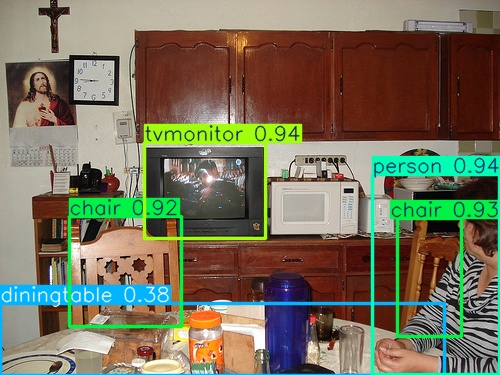 tvmonitor 0.94
person 0.94
chair 0.92
chair 0.93
diningtable 0.38